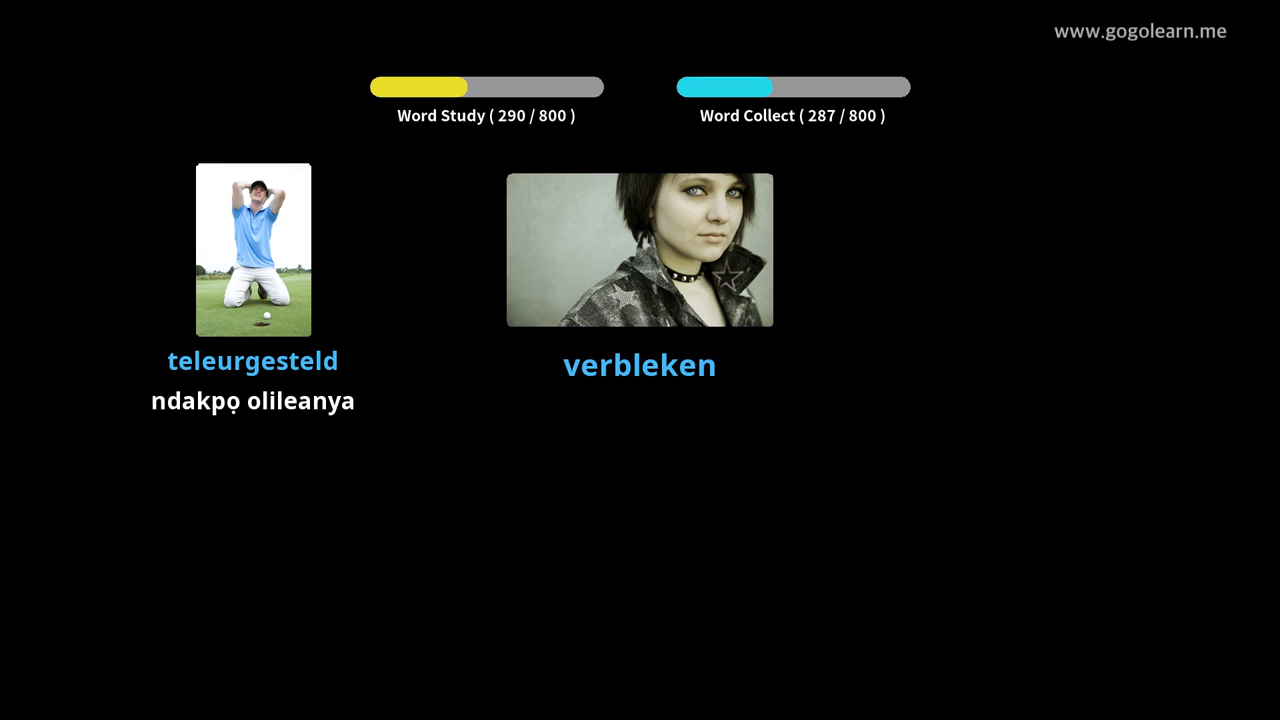 www.gogolearn.me
Word Study ( 290 / 800 )
Word Collect ( 287 / 800 )
teleurgesteld
ndakpọ olileanya
verbleken